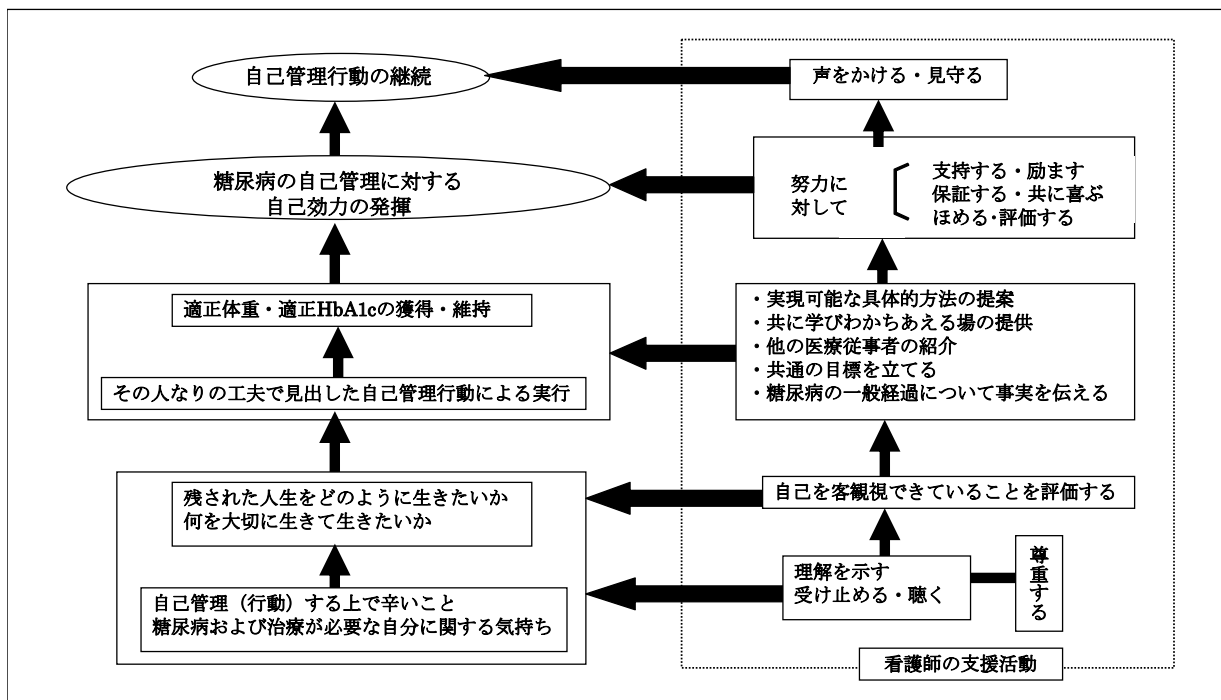 自己管理行動の継続
声をかける・見守る
糖尿病の自己管理に対する
自己効力の発揮
努力に
対して
支持する・励ます
保証する・共に喜ぶ
ほめる・評価する
適正体重・適正HbA1cの獲得・維持
その人なりの工夫で見出した自己管理行動による実行
・実現可能な具体的方法の提案
・共に学びわかちあえる場の提供
・他の医療従事者の紹介
・共通の目標を立てる
・糖尿病の一般経過について事実を伝える
残された人生をどのように生きたいか
何を大切に生きて生きたいか
自己を客観視できていることを評価する
自己管理（行動）する上で辛いこと
糖尿病および治療が必要な自分に関する気持ち
理解を示す
受け止める・聴く
尊重する
看護師の支援活動